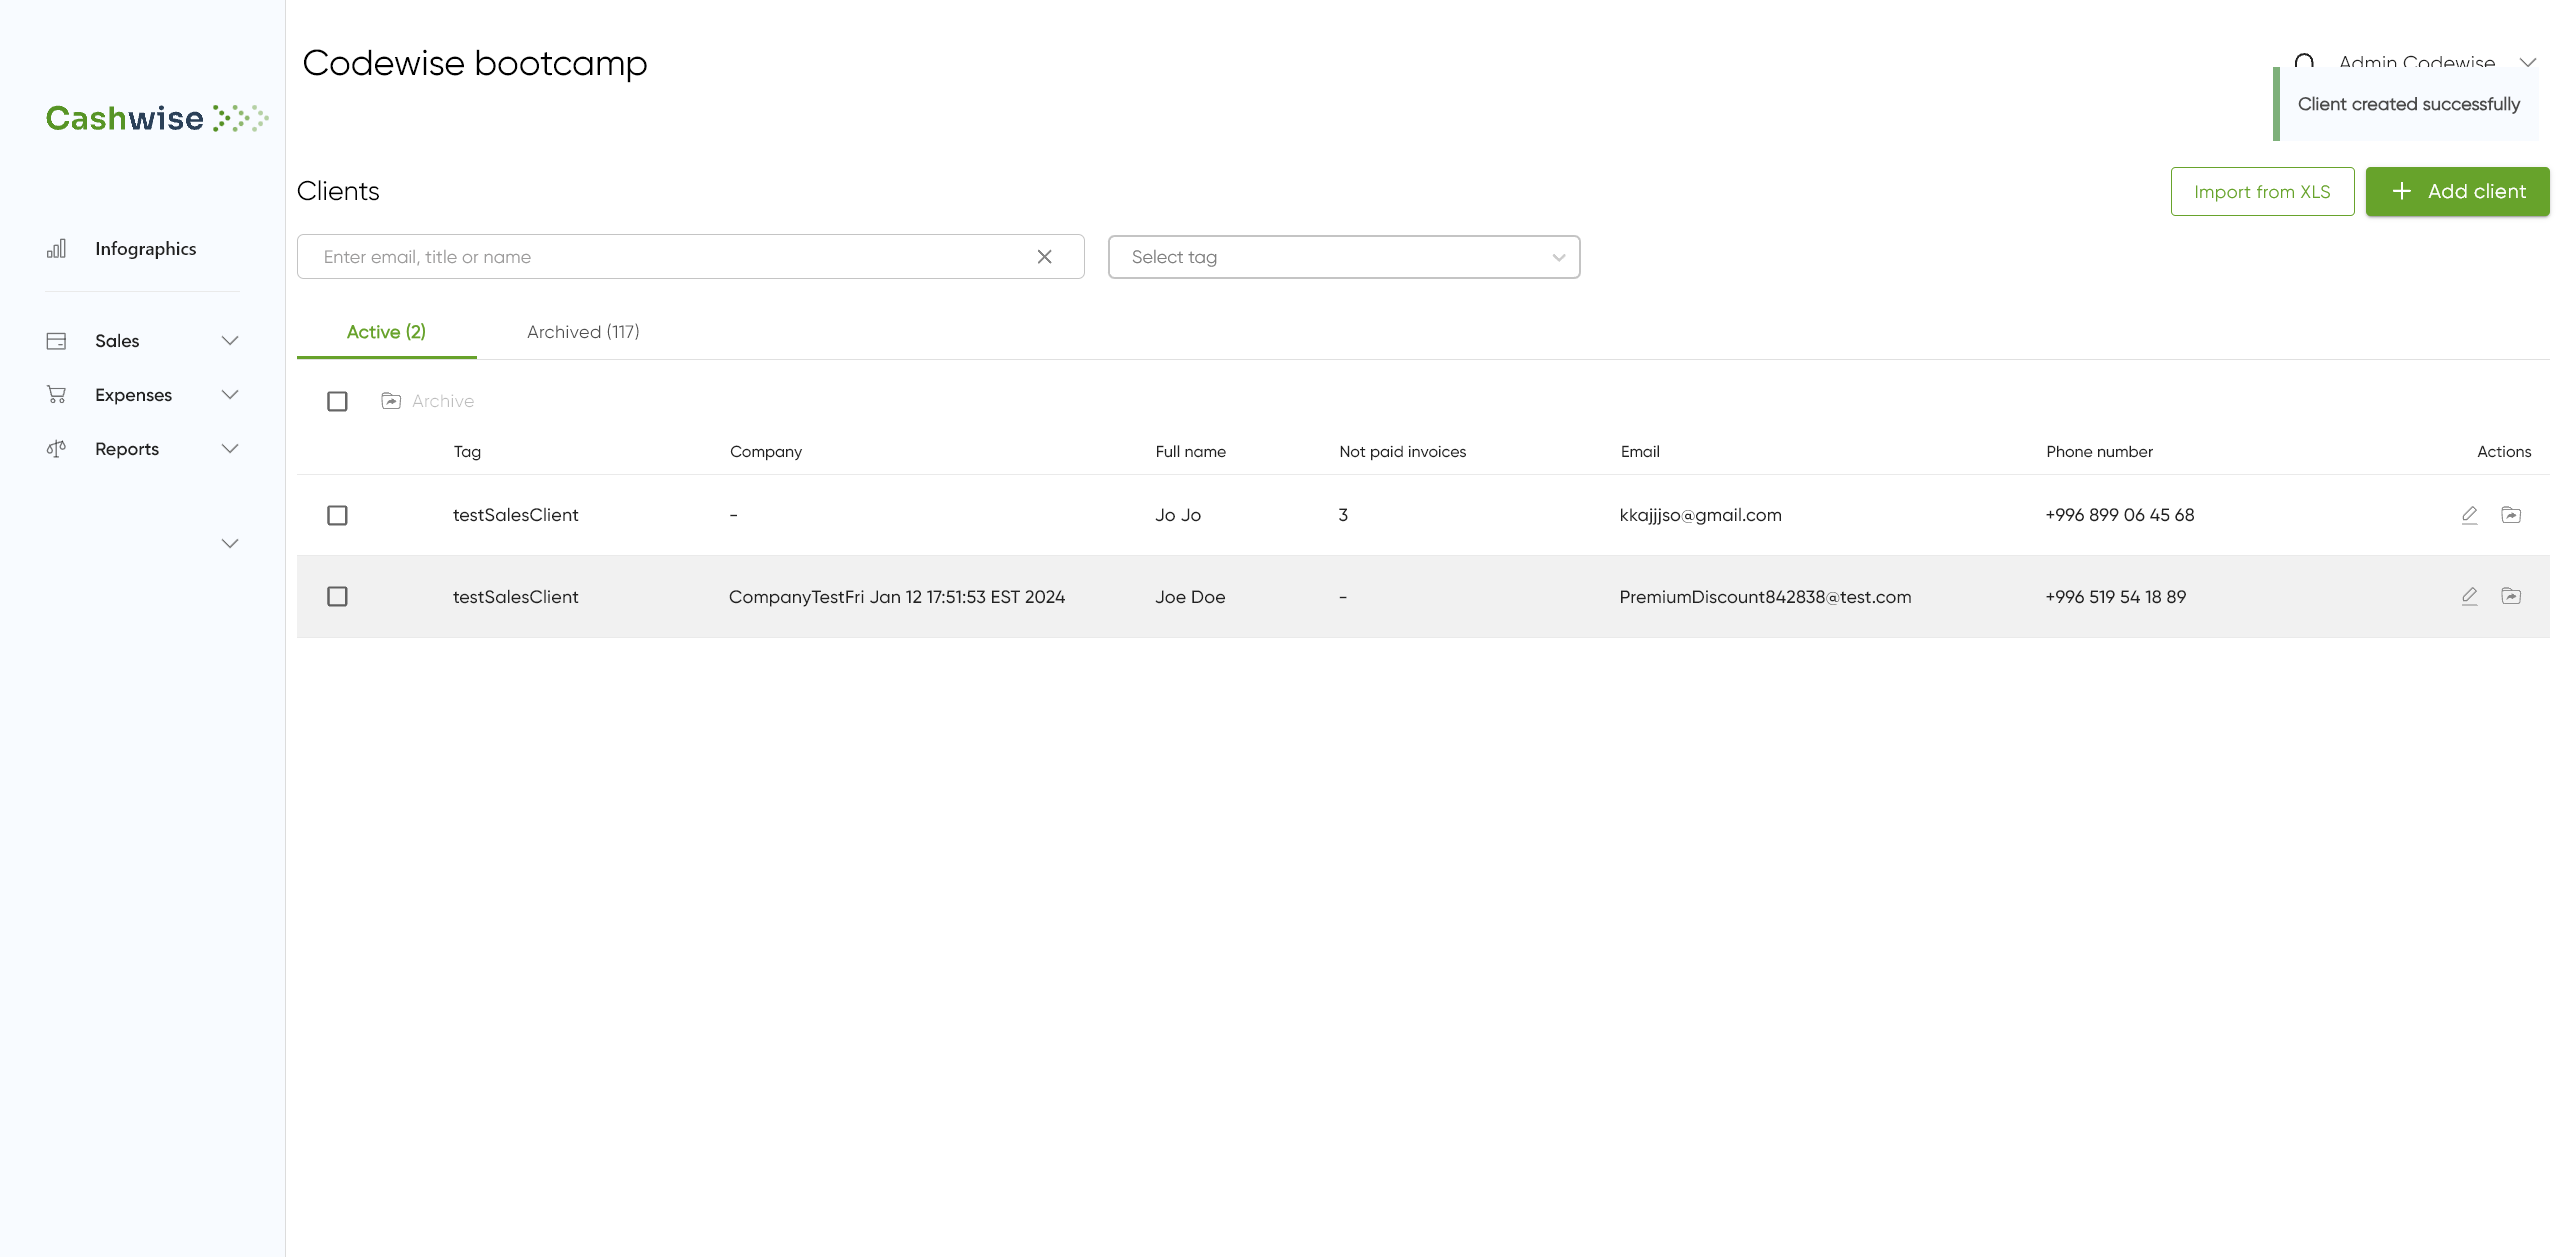 Codewise bootcamp
Admin Codewise
Client created successfully
Cashwise
Infographics
Sales
Expenses
Reports
Clients
Import from XLS
Add client
Enter email, title or name
Select tag
Active (2)
Archived (117)
Archive
Tag Company Full name Not paid invoices Email Phone number Actions
testSalesClient - Jo Jo 3 kkajjjso@gmail.com +996 899 06 45 68
testSalesClient CompanyTestFri Jan 12 17:51:53 EST 2024 Joe Doe - PremiumDiscount842838@test.com +996 519 54 18 89